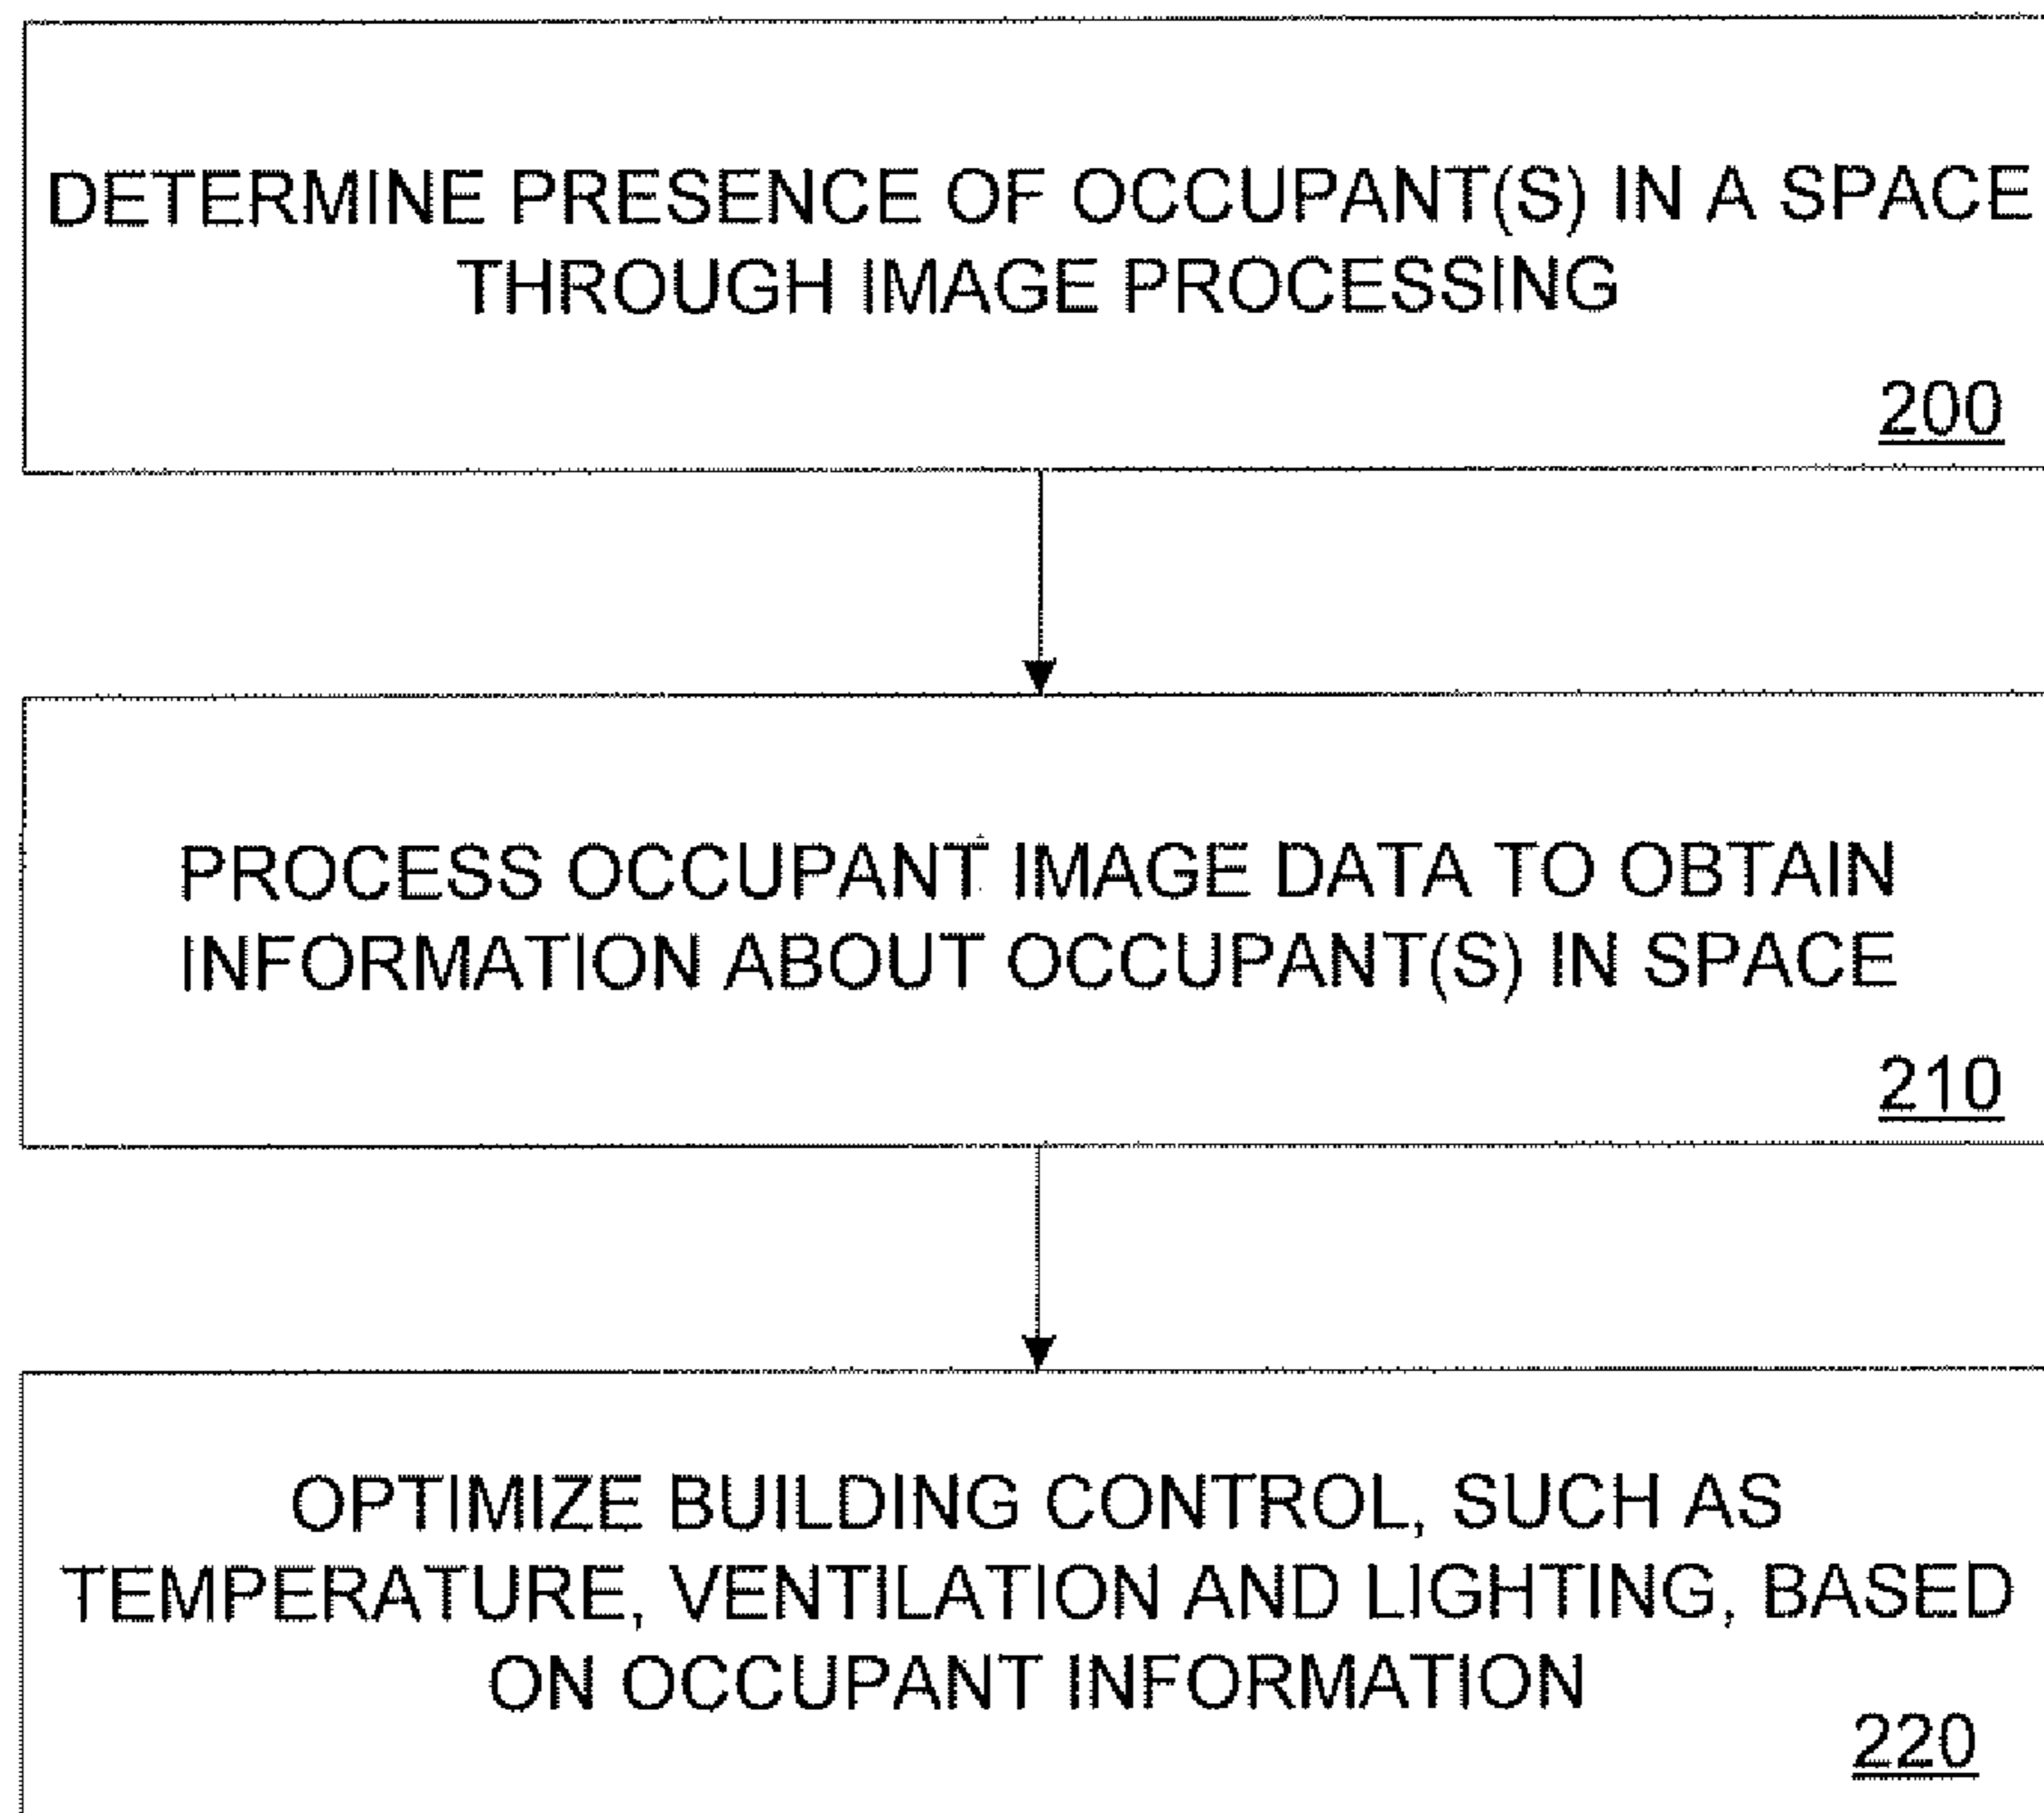 DETERMINE PRESENCE OF OCCUPANT(S) IN A SPACE
THROUGH IMAGE PROCESSING
200
PROCESS OCCUPANT IMAGE DATA TO OBTAIN
INFORMATION ABOUT OCCUPANT(S) IN SPACE
210
OPTIMIZE BUILDING CONTROL, SUCH AS
TEMPERATURE, VENTILATION AND LIGHTING, BASED
ON OCCUPANT INFORMATION
220